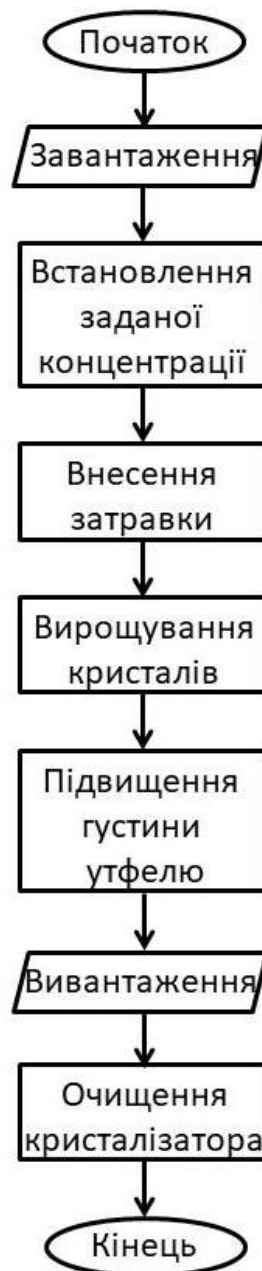 Початок
Завантаження
Встановлення
заданої
концентрації
Внесення
затравки
Вирощування
кристалів
Підвищення
густини
утфелю
Вивантаження
Очищення
кристалізатора
Кінець